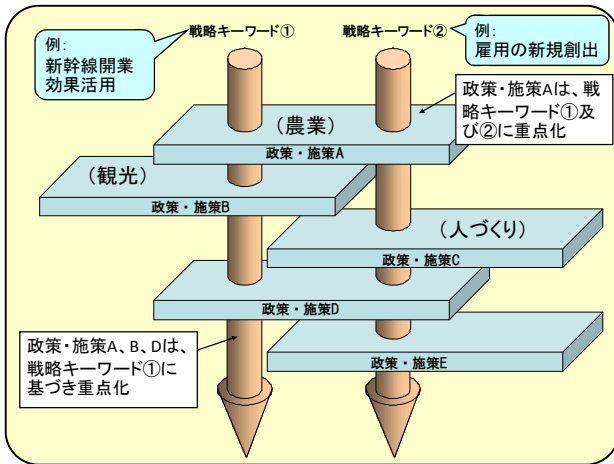 例:
新幹線開業
効果活用
戦略キーワード①
戦略キーワード②
例:
雇用の新規創出
政策・施策Aは、戦
略キーワード①及
び②に重点化
(農業)
政策・施策A
(観光)
政策・施策B
(人づくり)
政策・施策C
政策・施策D
政策・施策A、B、Dは、
戦略キーワード①に
基づき重点化
政策・施策E